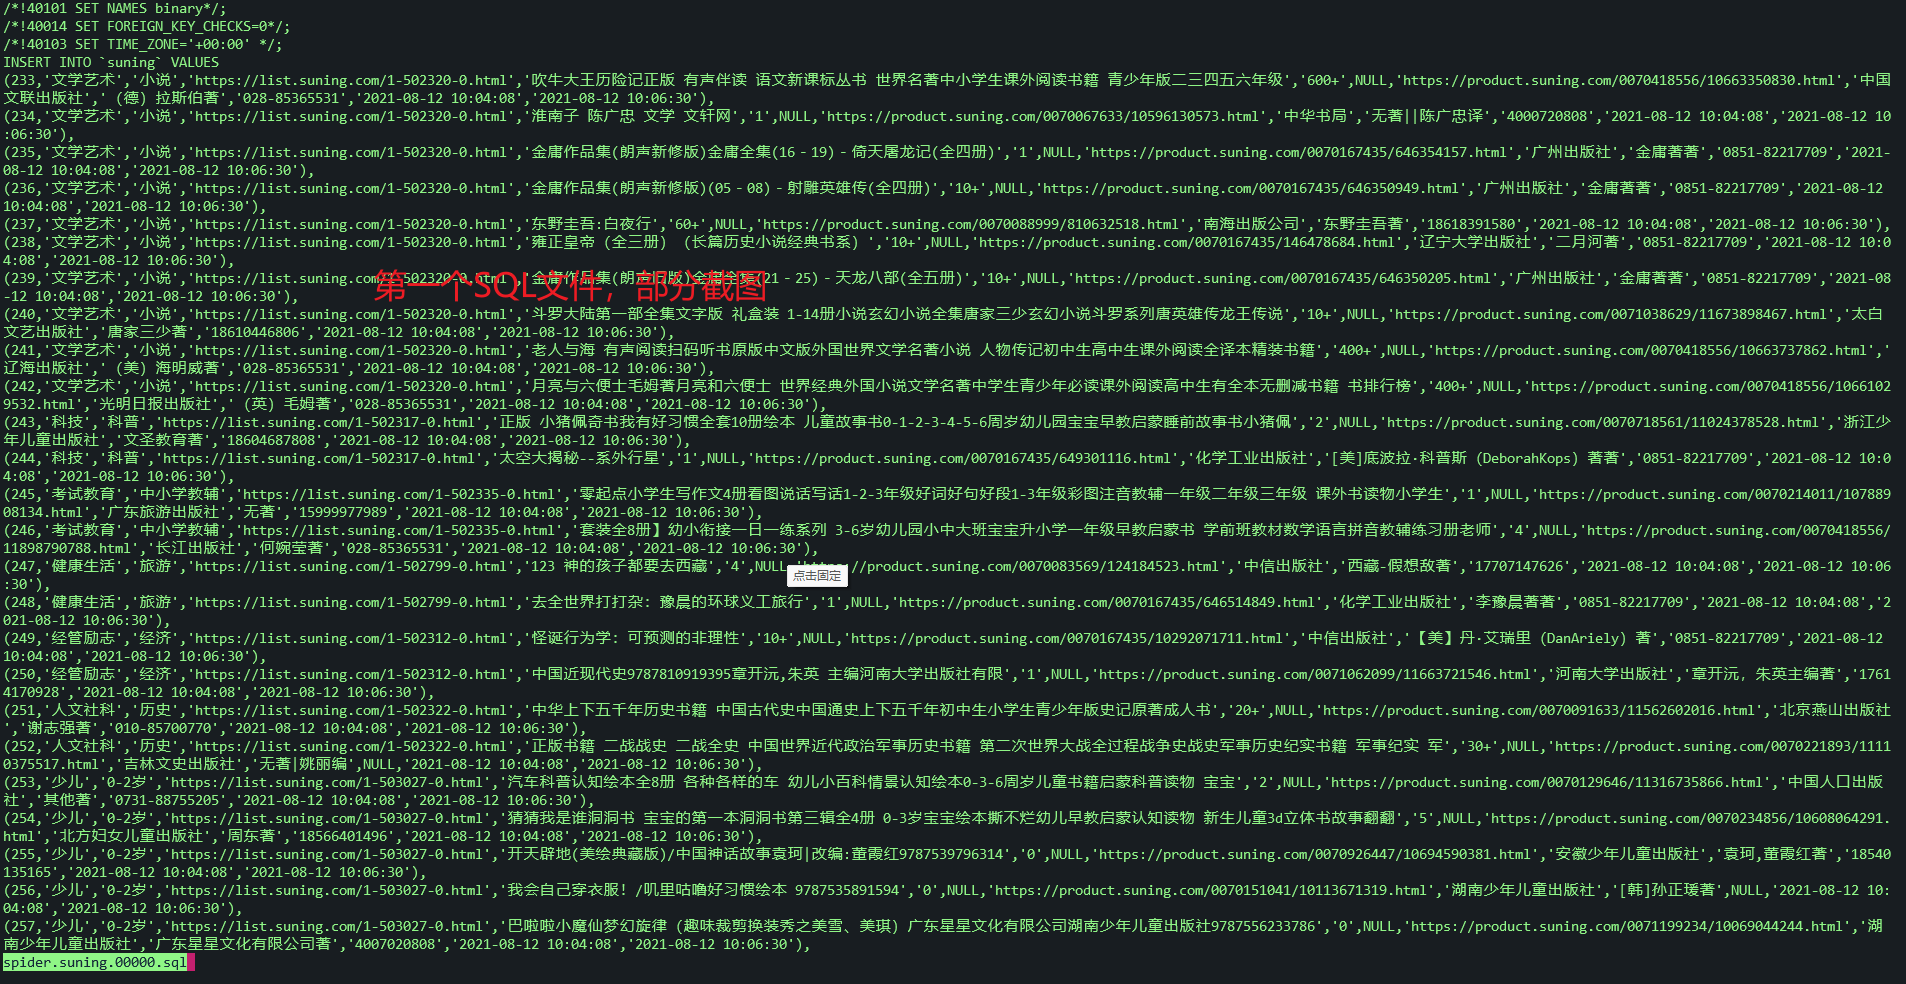 /*!40101 SET NAMES binary*/;
/*!40014 SET FOREIGN_KEY_CHECKS=0*/;
/*!40103 SET TIME_ZONE='+00:00' */;
INSERT INTO `suning` VALUES
(233,'文学艺术','小说','https://list.suning.com/1-502320-0.html','吹牛大王历险记正版 有声伴读 语文新课标丛书 世界名著中小学生课外阅读书籍 青少年版二三四五六年级','600+',NULL,'https://product.suning.com/0070418556/10663350830.html','中国
文联出版社','（德）拉斯伯著','028-85365531','2021-08-12 10:04:08','2021-08-12 10:06:30'),
(234,'文学艺术','小说','https://list.suning.com/1-502320-0.html','淮南子 陈广忠 文学 文轩网','1',NULL,'https://product.suning.com/0070067633/10596130573.html','中华书局','无著||陈广忠译','4000720808','2021-08-12 10:04:08','2021-08-12 10
:06:30'),
(235,'文学艺术','小说','https://list.suning.com/1-502320-0.html','金庸作品集(朗声新修版)金庸全集(16－19)－倚天屠龙记(全四册)','1',NULL,'https://product.suning.com/0070167435/646354157.html','广州出版社','金庸著著','0851-82217709','2021-
08-12 10:04:08','2021-08-12 10:06:30'),
(236,'文学艺术','小说','https://list.suning.com/1-502320-0.html','金庸作品集(朗声新修版)(05－08)－射雕英雄传(全四册)','10+',NULL,'https://product.suning.com/0070167435/646350949.html','广州出版社','金庸著著','0851-82217709','2021-08-12
10:04:08','2021-08-12 10:06:30'),
(237,'文学艺术','小说','https://list.suning.com/1-502320-0.html','东野圭吾:白夜行','60+',NULL,'https://product.suning.com/0070088999/810632518.html','南海出版公司','东野圭吾著','18618391580','2021-08-12 10:04:08','2021-08-12 10:06:30'),
(238,'文学艺术','小说','https://list.suning.com/1-502320-0.html','雍正皇帝（全三册）（长篇历史小说经典书系）','10+',NULL,'https://product.suning.com/0070167435/146478684.html','辽宁大学出版社','二月河著','0851-82217709','2021-08-12 10:0
4:08','2021-08-12 10:06:30'),
(239,'文学艺术','小说','https://list.suning.com/1-502320-0.html','金庸作品集(朗声旧版)金庸全集(21－25)－天龙八部(全五册)','10+',NULL,'https://product.suning.com/0070167435/646350205.html','广州出版社','金庸著著','0851-82217709','2021-08
-12 10:04:08','2021-08-12 10:06:30'),
第一个SQL文件，部分截图
(240,'文学艺术','小说','https://list.suning.com/1-502320-0.html','斗罗大陆第一部全集文字版 礼盒装 1-14册小说玄幻小说全集唐家三少玄幻小说斗罗系列唐英雄传龙王传说','10+',NULL,'https://product.suning.com/0071038629/11673898467.html','太白
文艺出版社','唐家三少著','18610446806','2021-08-12 10:04:08','2021-08-12 10:06:30'),
(241,'文学艺术','小说','https://list.suning.com/1-502320-0.html','老人与海 有声阅读扫码听书原版中文版外国世界文学名著小说 人物传记初中生高中生课外阅读全译本精装书籍','400+',NULL,'https://product.suning.com/0070418556/10663737862.html','
辽海出版社','（美）海明威著','028-85365531','2021-08-12 10:04:08','2021-08-12 10:06:30'),
(242,'文学艺术','小说','https://list.suning.com/1-502320-0.html','月亮与六便士毛姆著月亮和六便士 世界经典外国小说文学名著中学生青少年必读课外阅读高中生有全本无删减书籍 书排行榜','400+',NULL,'https://product.suning.com/0070418556/1066102
9532.html','光明日报出版社','（英）毛姆著','028-85365531','2021-08-12 10:04:08','2021-08-12 10:06:30'),
(243,'科技','科普','https://list.suning.com/1-502317-0.html','正版 小猪佩奇书我有好习惯全套10册绘本 儿童故事书0-1-2-3-4-5-6周岁幼儿园宝宝早教启蒙睡前故事书小猪佩','2',NULL,'https://product.suning.com/0070718561/11024378528.html','浙江少
年儿童出版社','文圣教育著','18604687808','2021-08-12 10:04:08','2021-08-12 10:06:30'),
(244,'科技','科普','https://list.suning.com/1-502317-0.html','太空大揭秘--系外行星','1',NULL,'https://product.suning.com/0070167435/649301116.html','化学工业出版社','[美]底波拉·科普斯（DeborahKops）著著','0851-82217709','2021-08-12 10:0
4:08','2021-08-12 10:06:30'),
(245,'考试教育','中小学教辅','https://list.suning.com/1-502335-0.html','零起点小学生写作文4册看图说话写话1-2-3年级好词好句好段1-3年级彩图注音教辅一年级二年级三年级 课外书读物小学生','1',NULL,'https://product.suning.com/0070214011/10788
908134.html','广东旅游出版社','无著','15999977989','2021-08-12 10:04:08','2021-08-12 10:06:30'),
(246,'考试教育','中小学教辅','https://list.suning.com/1-502335-0.html','套装全8册】幼小衔接一日一练系列 3-6岁幼儿园小中大班宝宝升小学一年级早教启蒙书 学前班教材数学语言拼音教辅练习册老师','4',NULL,'https://product.suning.com/0070418556/
11898790788.html','长江出版社','何婉莹著','028-85365531','2021-08-12 10:04:08','2021-08-12 10:06:30'),
(247,'健康生活','旅游','https://list.suning.com/1-502799-0.html','123 神的孩子都要去西藏','4',NULL,'https://product.suning.com/0070083569/124184523.html','中信出版社','西藏-假想敌著','17707147626','2021-08-12 10:04:08','2021-08-12 10:06
:30'),
点击固定
(248,'健康生活','旅游','https://list.suning.com/1-502799-0.html','去全世界打打杂：豫晨的环球义工旅行','1',NULL,'https://product.suning.com/0070167435/646514849.html','化学工业出版社','李豫晨著著','0851-82217709','2021-08-12 10:04:08','2
021-08-12 10:06:30'),
(249,'经管励志','经济','https://list.suning.com/1-502312-0.html','怪诞行为学：可预测的非理性','10+',NULL,'https://product.suning.com/0070167435/10292071711.html','中信出版社','【美】丹·艾瑞里（DanAriely）著','0851-82217709','2021-08-12
10:04:08','2021-08-12 10:06:30'),
(250,'经管励志','经济','https://list.suning.com/1-502312-0.html','中国近现代史9787810919395章开沅,朱英 主编河南大学出版社有限','1',NULL,'https://product.suning.com/0071062099/11663721546.html','河南大学出版社','章开沅，朱英主编著','1761
4170928','2021-08-12 10:04:08','2021-08-12 10:06:30'),
(251,'人文社科','历史','https://list.suning.com/1-502322-0.html','中华上下五千年历史书籍 中国古代史中国通史上下五千年初中生小学生青少年版史记原著成人书','20+',NULL,'https://product.suning.com/0070091633/11562602016.html','北京燕山出版社
','谢志强著','010-85700770','2021-08-12 10:04:08','2021-08-12 10:06:30'),
(252,'人文社科','历史','https://list.suning.com/1-502322-0.html','正版书籍 二战战史 二战全史 中国世界近代政治军事历史书籍 第二次世界大战全过程战争史战史军事历史纪实书籍 军事纪实 军','30+',NULL,'https://product.suning.com/0070221893/1111
0375517.html','吉林文史出版社','无著|姚丽编',NULL,'2021-08-12 10:04:08','2021-08-12 10:06:30'),
(253,'少儿','0-2岁','https://list.suning.com/1-503027-0.html','汽车科普认知绘本全8册 各种各样的车 幼儿小百科情景认知绘本0-3-6周岁儿童书籍启蒙科普读物 宝宝','2',NULL,'https://product.suning.com/0070129646/11316735866.html','中国人口出版
社','其他著','0731-88755205','2021-08-12 10:04:08','2021-08-12 10:06:30'),
(254,'少儿','0-2岁','https://list.suning.com/1-503027-0.html','猜猜我是谁洞洞书 宝宝的第一本洞洞书第三辑全4册 0-3岁宝宝绘本撕不烂幼儿早教启蒙认知读物 新生儿童3d立体书故事翻翻','5',NULL,'https://product.suning.com/0070234856/10608064291.
html','北方妇女儿童出版社','周东著','18566401496','2021-08-12 10:04:08','2021-08-12 10:06:30'),
(255,'少儿','0-2岁','https://list.suning.com/1-503027-0.html','开天辟地(美绘典藏版)/中国神话故事袁珂|改编:董霞红9787539796314','0',NULL,'https://product.suning.com/0070926447/10694590381.html','安徽少年儿童出版社','袁珂,董霞红著','18540
135165','2021-08-12 10:04:08','2021-08-12 10:06:30'),
(256,'少儿','0-2岁','https://list.suning.com/1-503027-0.html','我会自己穿衣服！/叽里咕噜好习惯绘本 9787535891594','0',NULL,'https://product.suning.com/0070151041/10113671319.html','湖南少年儿童出版社','[韩]孙正瑗著',NULL,'2021-08-12 10:
04:08','2021-08-12 10:06:30'),
(257,'少儿','0-2岁','https://list.suning.com/1-503027-0.html','巴啦啦小魔仙梦幻旋律（趣味裁剪换装秀之美雪、美琪）广东星星文化有限公司湖南少年儿童出版社9787556233786','0',NULL,'https://product.suning.com/0071199234/10069044244.html','湖
南少年儿童出版社','广东星星文化有限公司著','4007020808','2021-08-12 10:04:08','2021-08-12 10:06:30'),
spider.suning.00000.sql